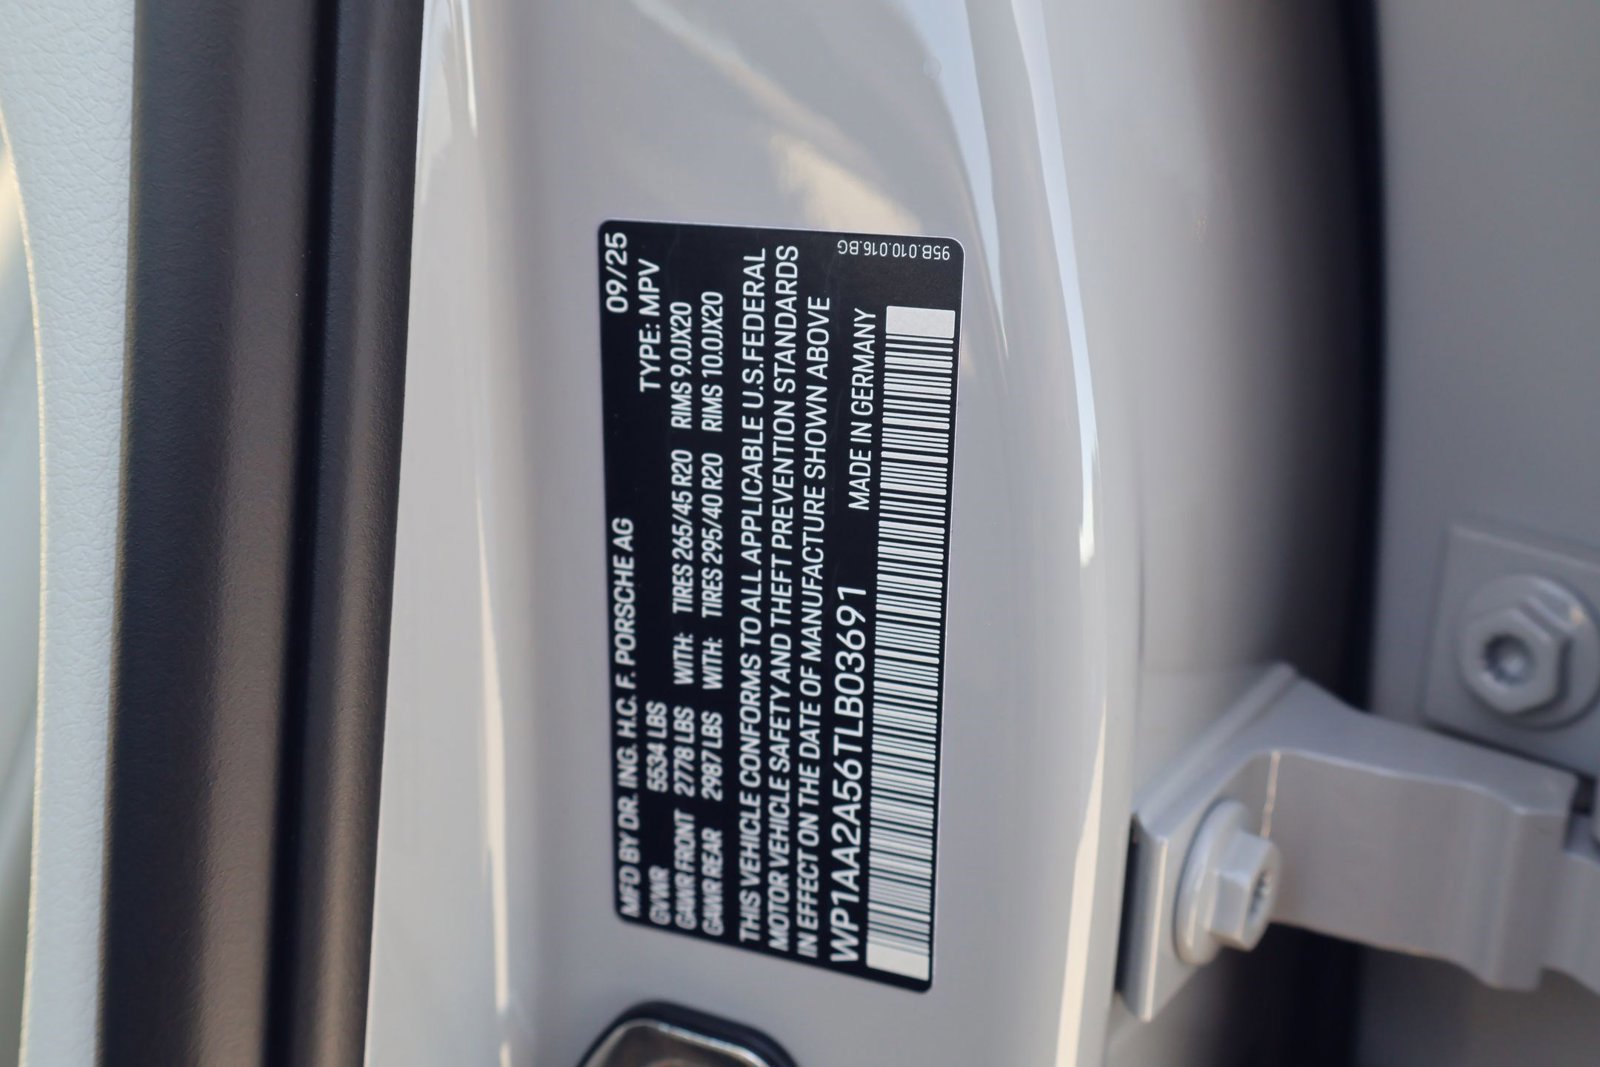 MFD BY DR. ING. H.C. F. PORSCHE AG 09/25
GVWR 5534 LBS TYPE: MPV
GAWR FRONT 2778 LBS WITH: TIRES 265/45 R20 RIMS 9.0JX20
GAWR REAR 2987 LBS WITH: TIRES 295/40 R20 RIMS 10.0JX20
THIS VEHICLE CONFORMS TO ALL APPLICABLE U.S.FEDERAL
MOTOR VEHICLE SAFETY AND THEFT PREVENTION STANDARDS
IN EFFECT ON THE DATE OF MANUFACTURE SHOWN ABOVE
WP1AA2A56TLB03691 MADE IN GERMANY
95B.010.016.BG